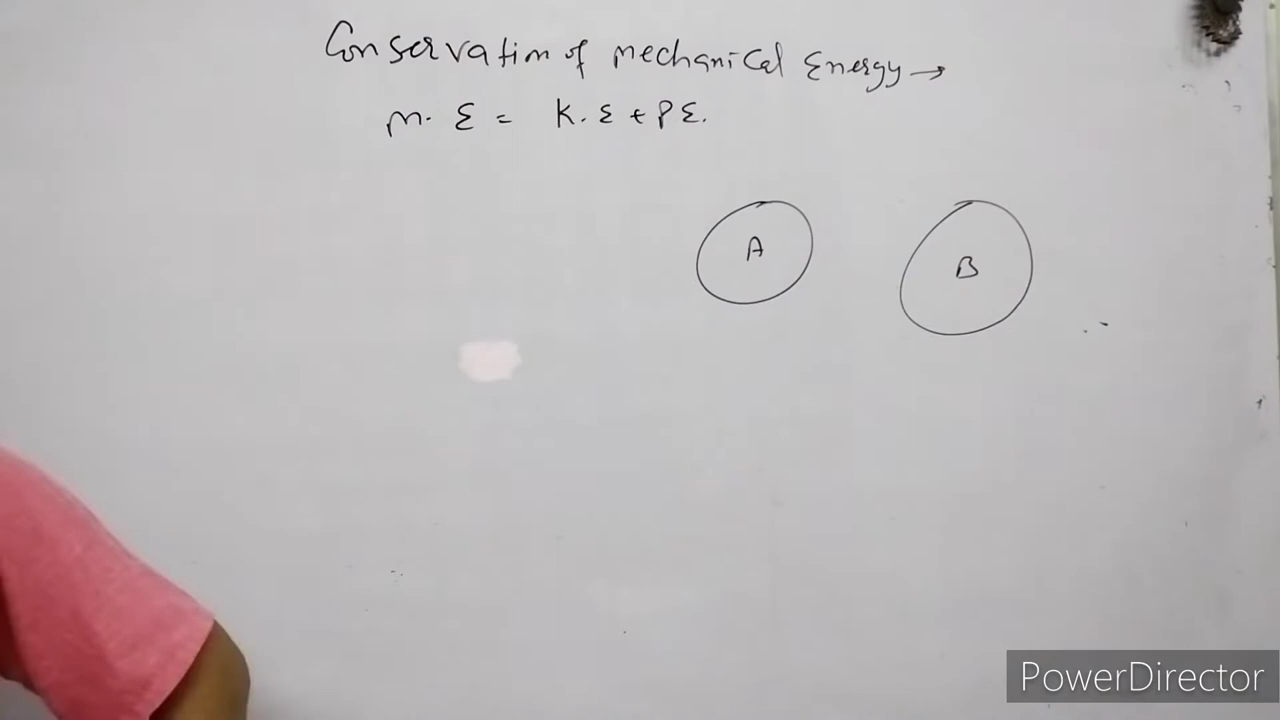 Conservation of mechanical Energy →
M. E = K. E + P E.
A
B
PowerDirector